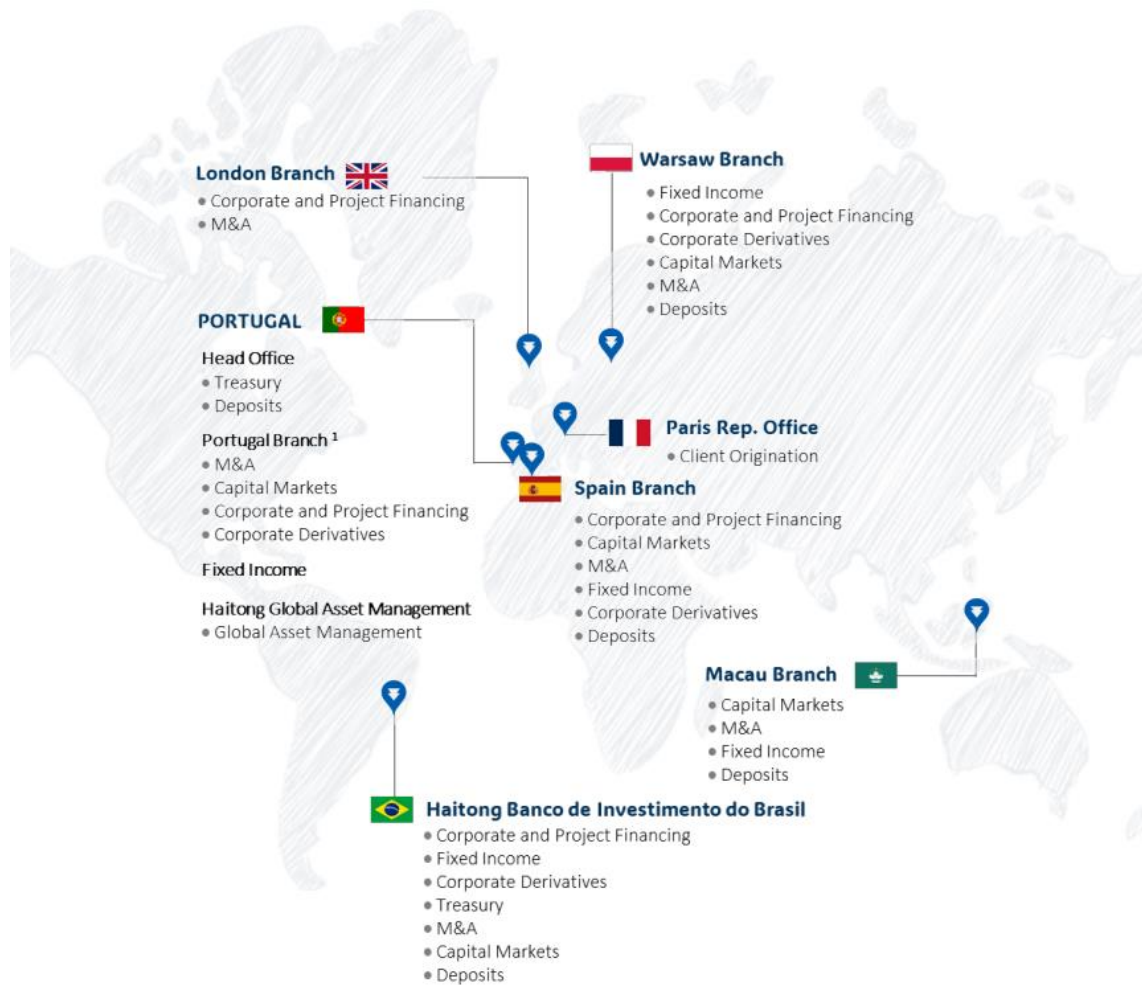 London Branch
• Corporate and Project Financing
• M&A
Warsaw Branch
• Fixed Income
• Corporate and Project Financing
• Corporate Derivatives
• Capital Markets
• M&A
• Deposits
PORTUGAL
Head Office
• Treasury
• Deposits
Portugal Branch ¹
• M&A
• Capital Markets
• Corporate and Project Financing
• Corporate Derivatives
Fixed Income
Haitong Global Asset Management
• Global Asset Management
Paris Rep. Office
• Client Origination
Spain Branch
• Corporate and Project Financing
• Capital Markets
• M&A
• Fixed Income
• Corporate Derivatives
• Deposits
Macau Branch
• Capital Markets
• M&A
• Fixed Income
• Deposits
Haitong Banco de Investimento do Brasil
• Corporate and Project Financing
• Fixed Income
• Corporate Derivatives
• Treasury
• M&A
• Capital Markets
• Deposits